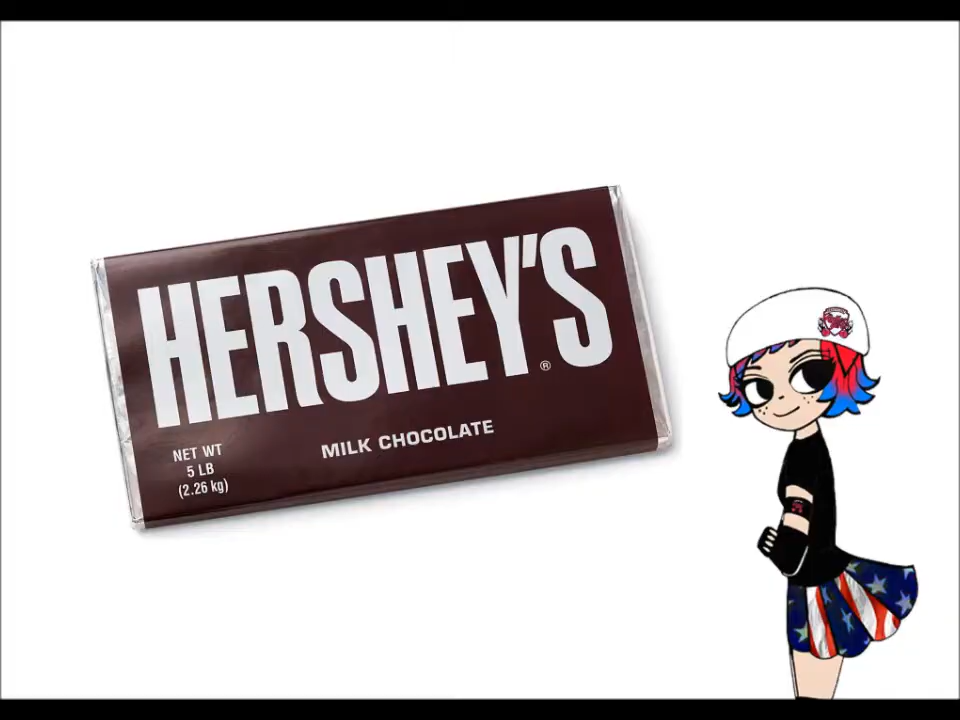 HERSHEY'S®
MILK CHOCOLATE
NET WT
5 LB
(2.26 kg)